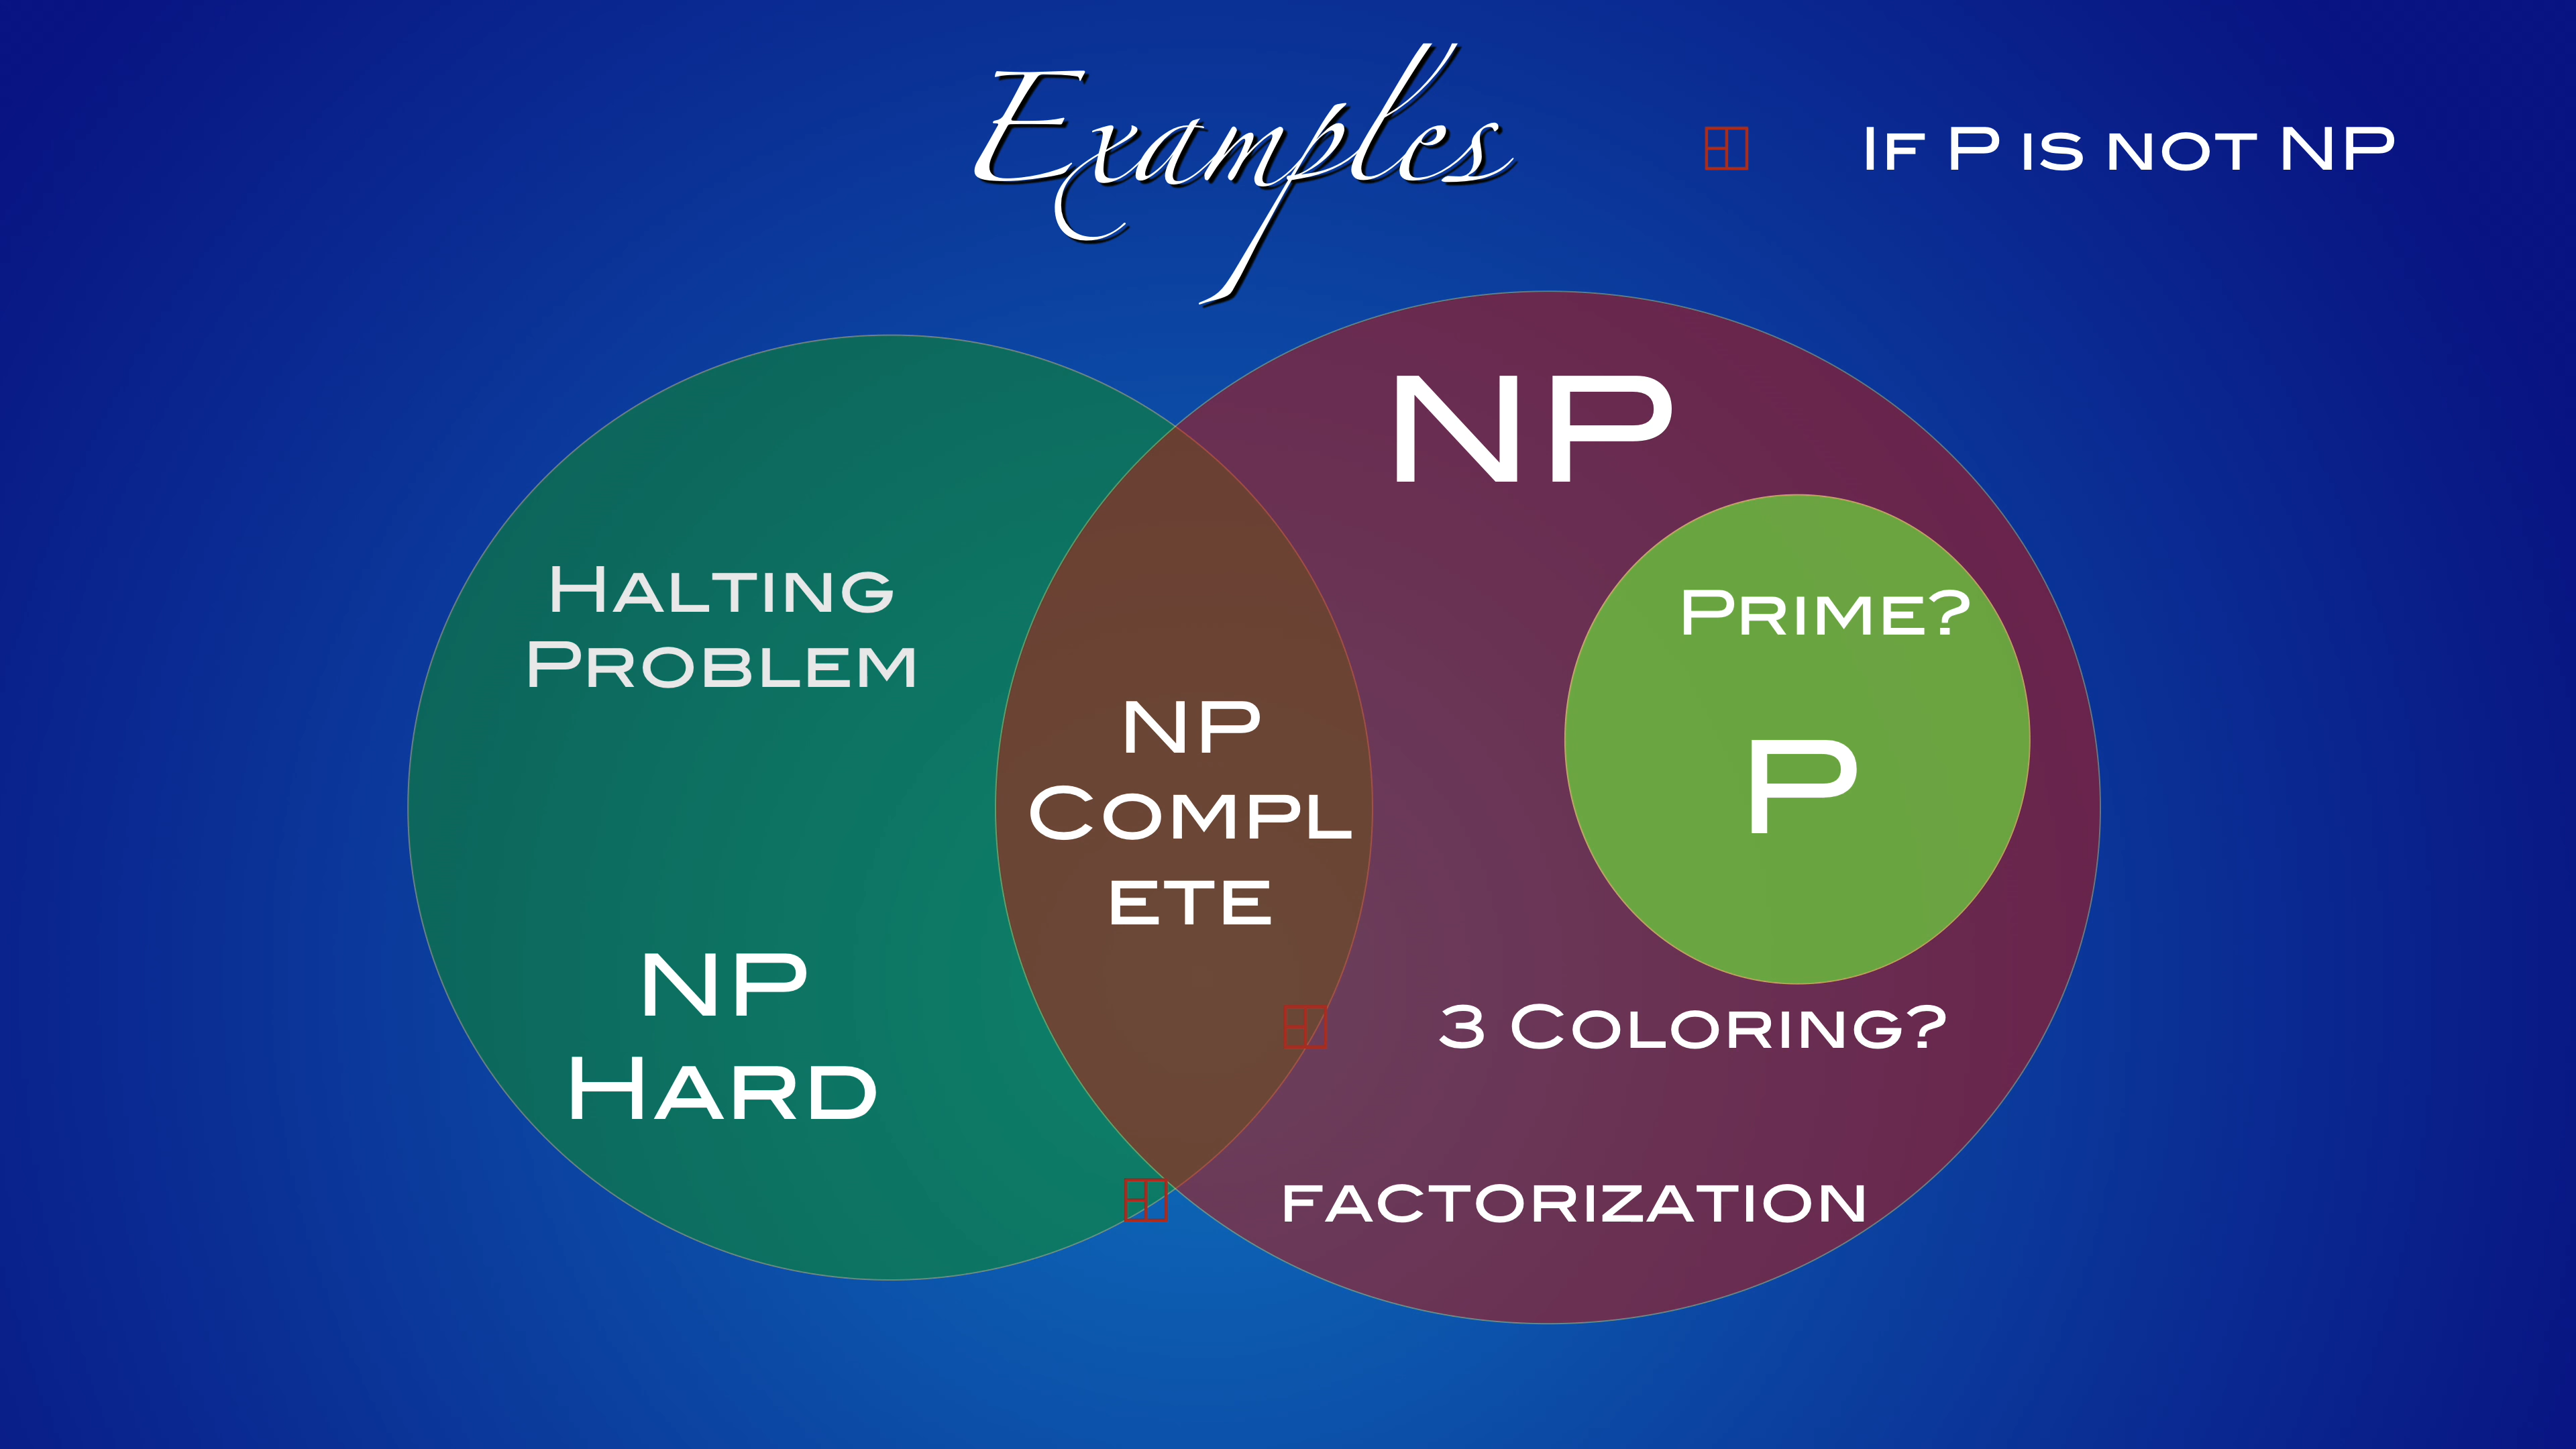 Examples
If P is not NP
NP
Halting
Problem
Prime?
NP
Compl
ete
P
NP
Hard
3 Coloring?
factorization